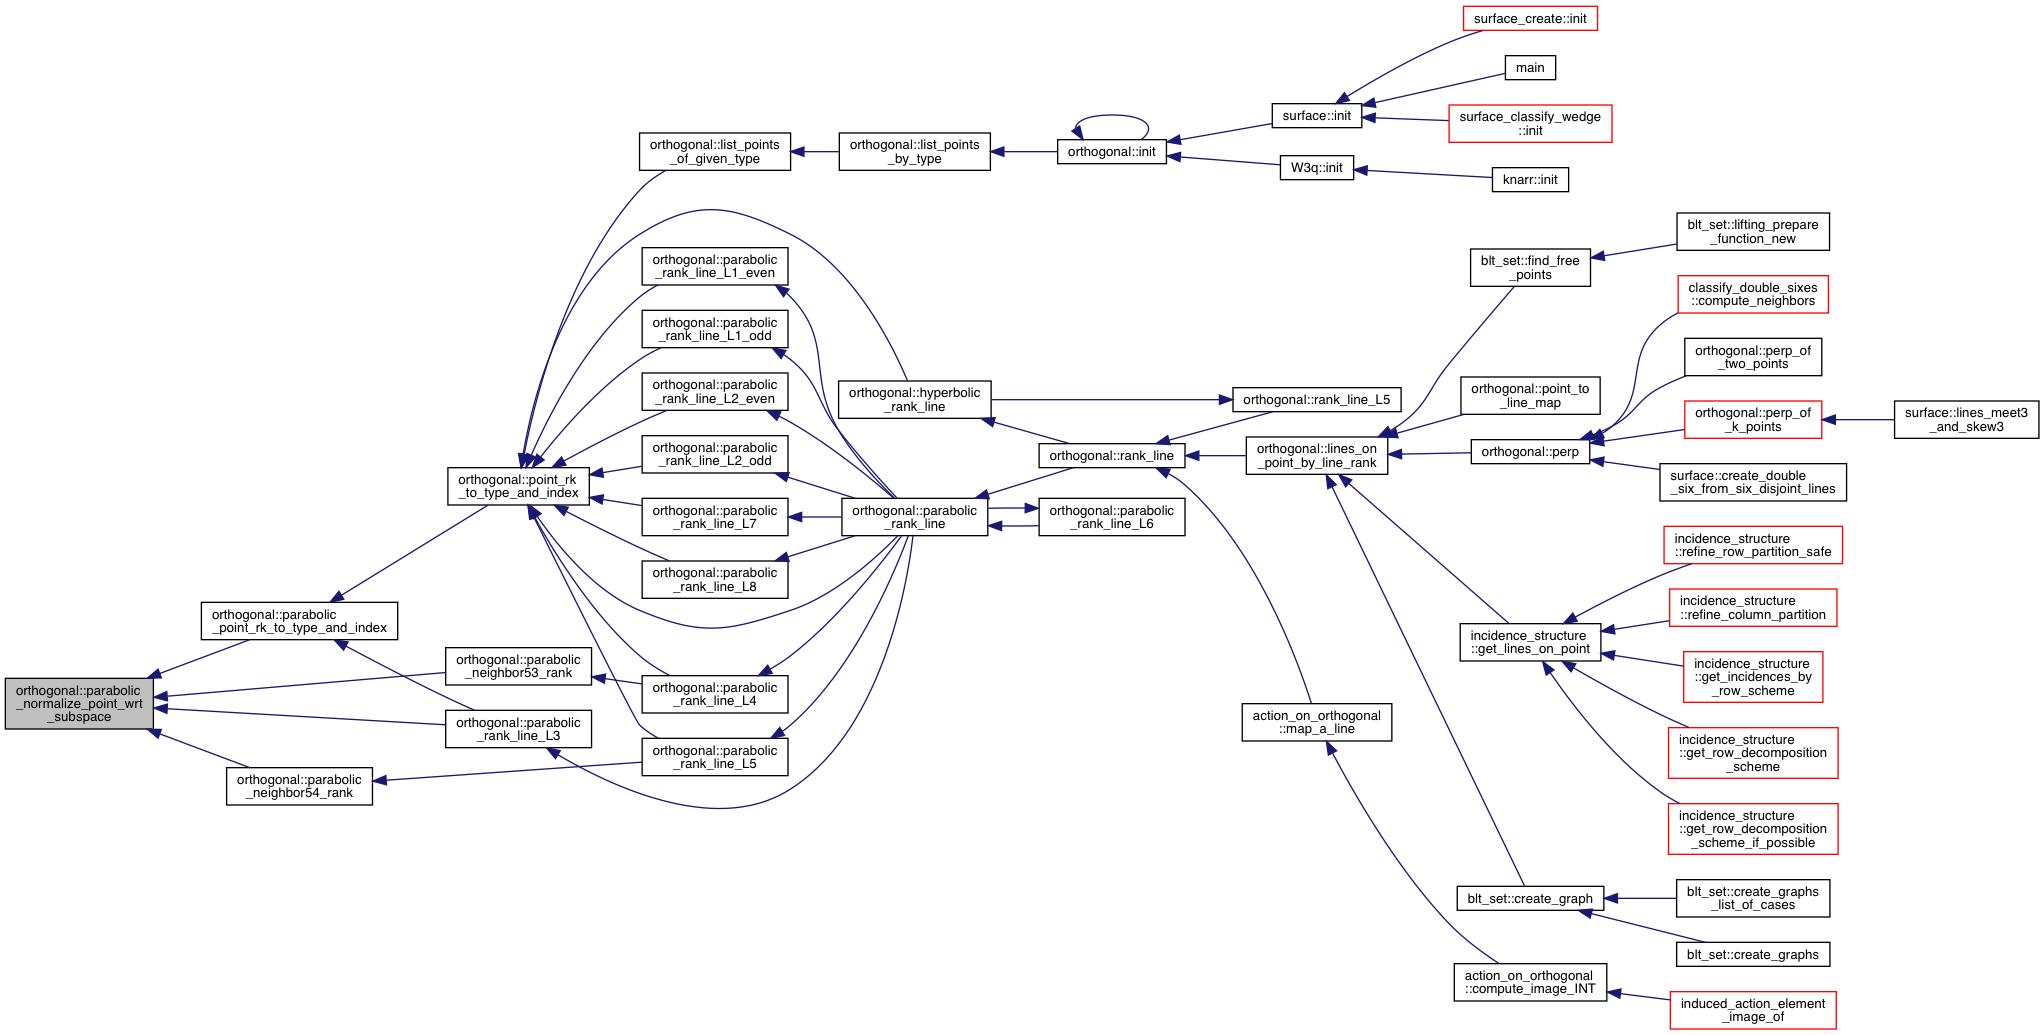 orthogonal::parabolic
_normalize_point_wrt
_subspace
orthogonal::parabolic
_point_rk_to_type_and_index
orthogonal::parabolic
_neighbor53_rank
orthogonal::parabolic
_rank_line_L3
orthogonal::parabolic
_neighbor54_rank
orthogonal::point_rk
_to_type_and_index
orthogonal::list_points
_of_given_type
orthogonal::parabolic
_rank_line_L1_even
orthogonal::parabolic
_rank_line_L1_odd
orthogonal::parabolic
_rank_line_L2_even
orthogonal::parabolic
_rank_line_L2_odd
orthogonal::parabolic
_rank_line_L7
orthogonal::parabolic
_rank_line_L8
orthogonal::parabolic
_rank_line_L4
orthogonal::parabolic
_rank_line_L5
orthogonal::list_points
_by_type
orthogonal::hyperbolic
_rank_line
orthogonal::parabolic
_rank_line
orthogonal::init
orthogonal::rank_line
orthogonal::parabolic
_rank_line_L6
surface::init
W3q::init
orthogonal::rank_line_L5
orthogonal::lines_on
_point_by_line_rank
action_on_orthogonal
::map_a_line
surface_create::init
main
surface_classify_wedge
::init
knarr::init
blt_set::find_free
_points
orthogonal::point_to
_line_map
orthogonal::perp
incidence_structure
::get_lines_on_point
blt_set::create_graph
action_on_orthogonal
::compute_image_INT
blt_set::lifting_prepare
_function_new
classify_double_sixes
::compute_neighbors
orthogonal::perp_of
_two_points
orthogonal::perp_of
_k_points
surface::create_double
_six_from_six_disjoint_lines
incidence_structure
::refine_row_partition_safe
incidence_structure
::refine_column_partition
incidence_structure
::get_incidences_by
_row_scheme
incidence_structure
::get_row_decomposition
_scheme
incidence_structure
::get_row_decomposition
_scheme_if_possible
blt_set::create_graphs
_list_of_cases
blt_set::create_graphs
induced_action_element
_image_of
surface::lines_meet3
_and_skew3